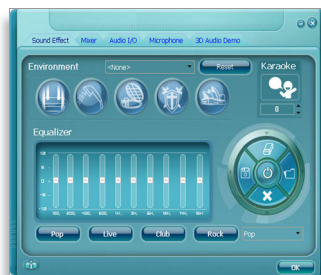 Sound Effect Mixer Audio I/O Microphone 3D Audio Demo
Environment <None> Reset Karaoke
0
Equalizer
Pop Live Club Rock Pop
OK